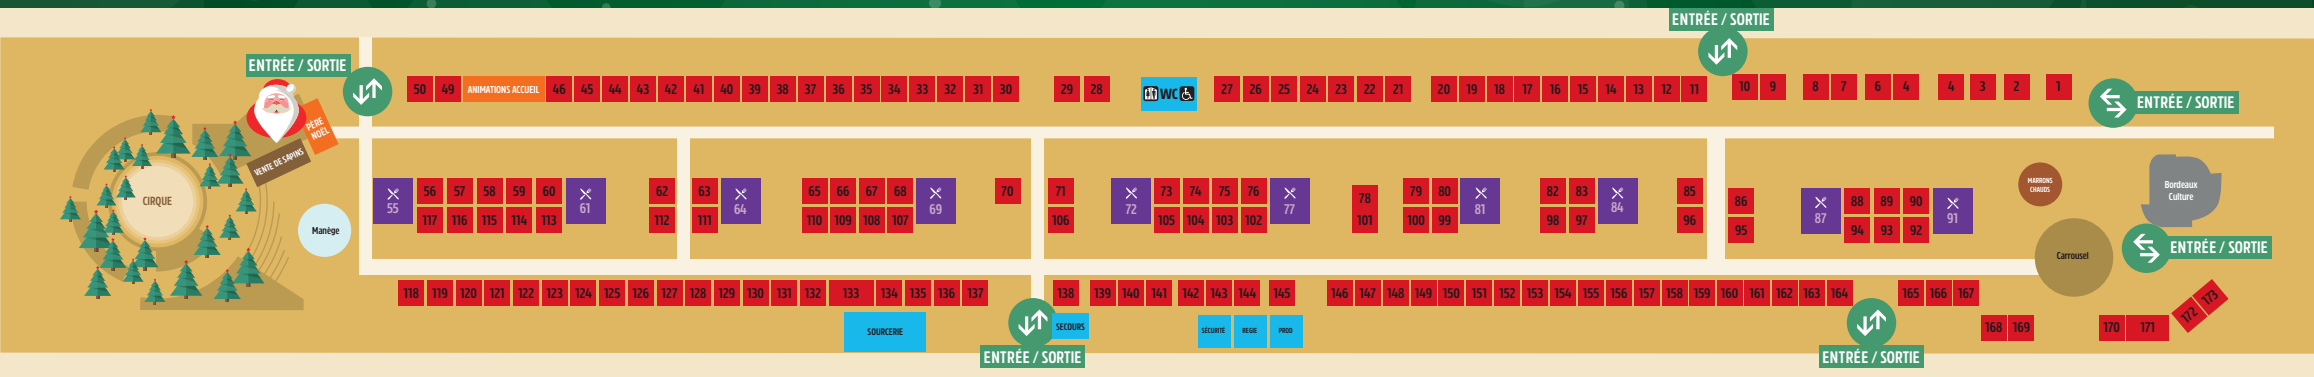 ENTRÉE / SORTIE
ENTRÉE / SORTIE
50 49 ANIMATIONS ACCUEIL 46 45 44 43 42 41 40 39 38 37 36 35 34 33 32 31 30 29 28 WC 27 26 25 24 23 22 21 20 19 18 17 16 15 14 13 12 11 10 9 8 7 6 4 4 3 2 1
ENTRÉE / SORTIE
PÈRE
NOËL
VENTE DE SAPINS
CIRQUE
Manège
55 56 57 58 59 60 61 62 63 64 65 66 67 68 69 70 71 72 73 74 75 76 77 78 79 80 81 82 83 84 85 86 87 88 89 90 91
117 116 115 114 113 112 111 110 109 108 107 106 105 104 103 102 101 100 99 98 97 96 95 94 93 92
MARRONS
CHAUDS
Bordeaux
Culture
Carrousel
ENTRÉE / SORTIE
118 119 120 121 122 123 124 125 126 127 128 129 130 131 132 133 134 135 136 137 138 139 140 141 142 143 144 145 146 147 148 149 150 151 152 153 154 155 156 157 158 159 160 161 162 163 164 165 166 167
168 169 170 171 172 173
SOURCERIE
SECOURS
SÉCURITÉ
REGIE
PROD
ENTRÉE / SORTIE
ENTRÉE / SORTIE